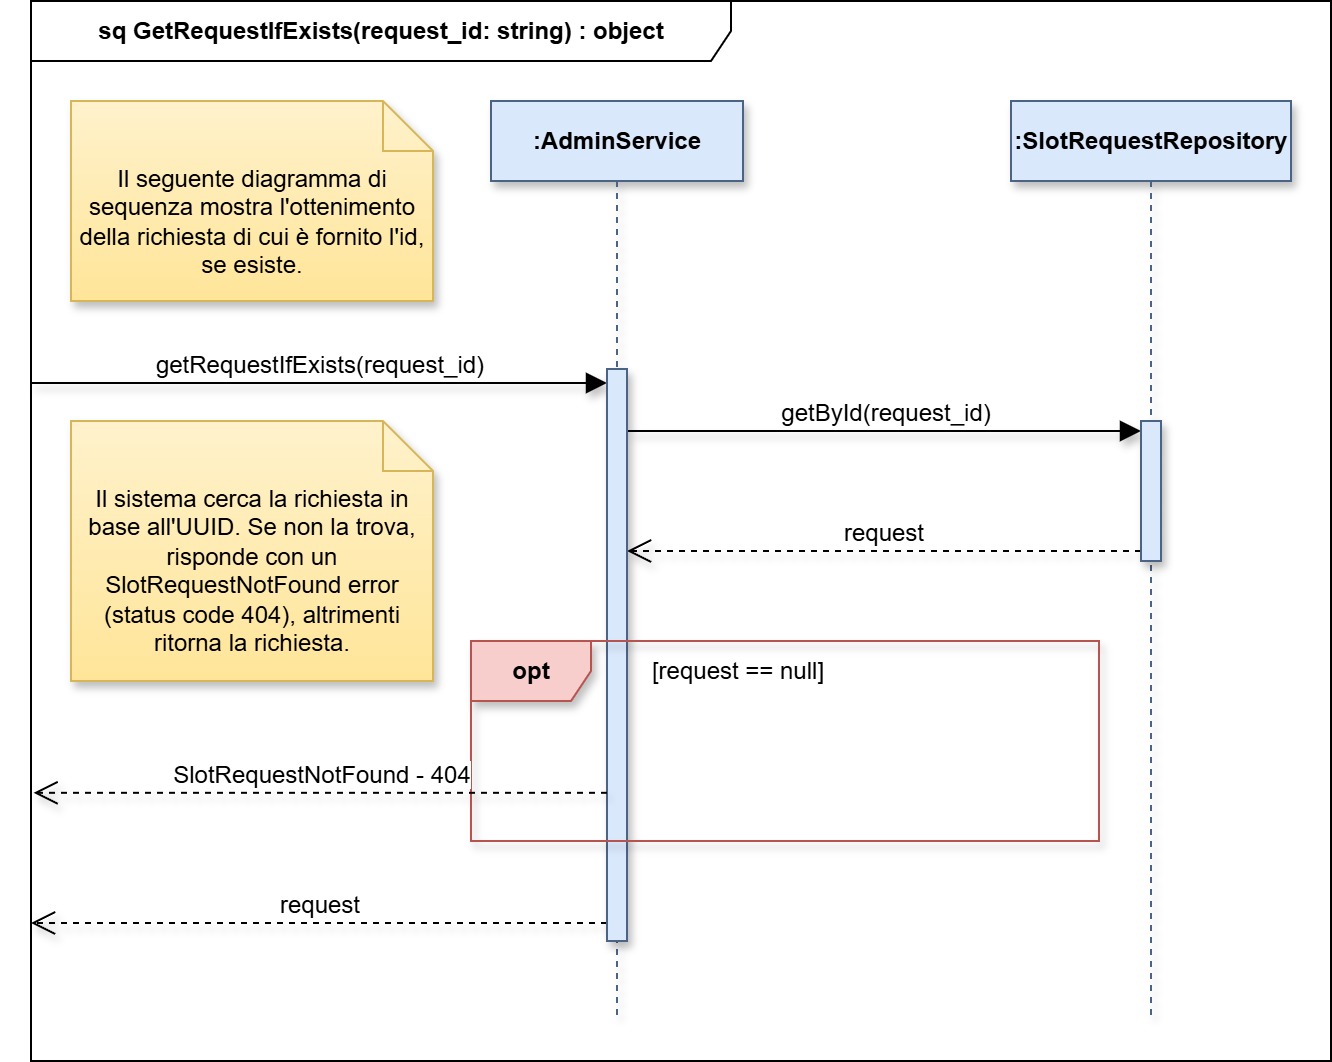 sq GetRequestIfExists(request_id: string) : object
:AdminService
:SlotRequestRepository
Il seguente diagramma di
sequenza mostra l'ottenimento
della richiesta di cui è fornito l'id,
se esiste.
getRequestIfExists(request_id)
getById(request_id)
Il sistema cerca la richiesta in
base all'UUID. Se non la trova,
risponde con un
SlotRequestNotFound error
(status code 404), altrimenti
ritorna la richiesta.
request
opt
[request == null]
SlotRequestNotFound - 404
request